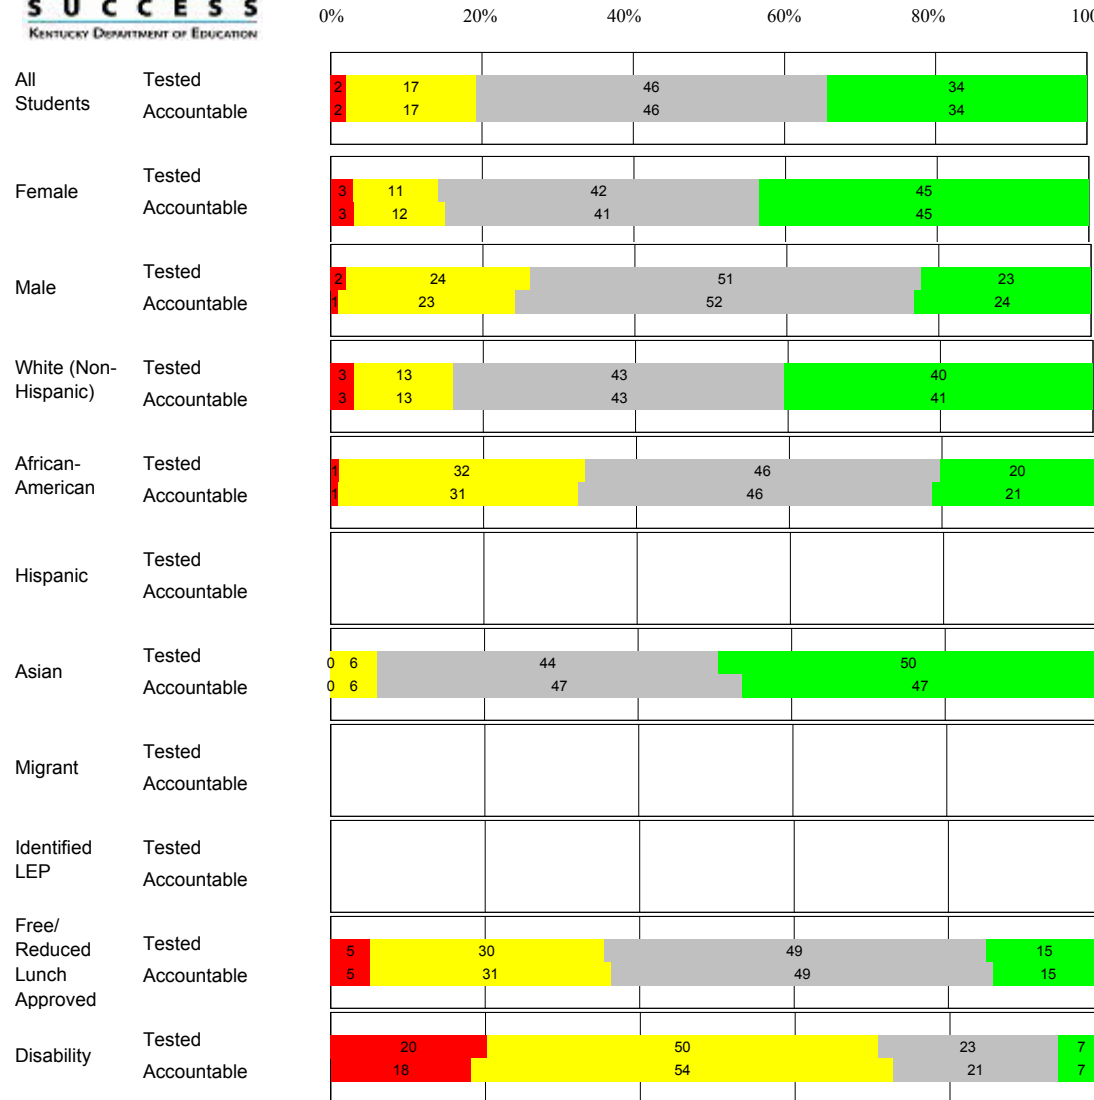 SUCCESS
KENTUCKY DEPARTMENT OF EDUCATION
0% 20% 40% 60% 80% 100
All Students
Tested 2 17 46 34
Accountable 2 17 46 34
Female
Tested 3 11 42 45
Accountable 3 12 41 45
Male
Tested 2 24 51 23
Accountable 1 23 52 24
White (Non-
Hispanic)
Tested 3 13 43 40
Accountable 3 13 43 41
African-
American
Tested 1 32 46 20
Accountable 1 31 46 21
Hispanic
Tested
Accountable
Asian
Tested 0 6 44 50
Accountable 0 6 47 47
Migrant
Tested
Accountable
Identified
LEP
Tested
Accountable
Free/
Reduced
Lunch
Approved
Tested 5 30 49 15
Accountable 5 31 49 15
Disability
Tested 20 50 23 7
Accountable 18 54 21 7